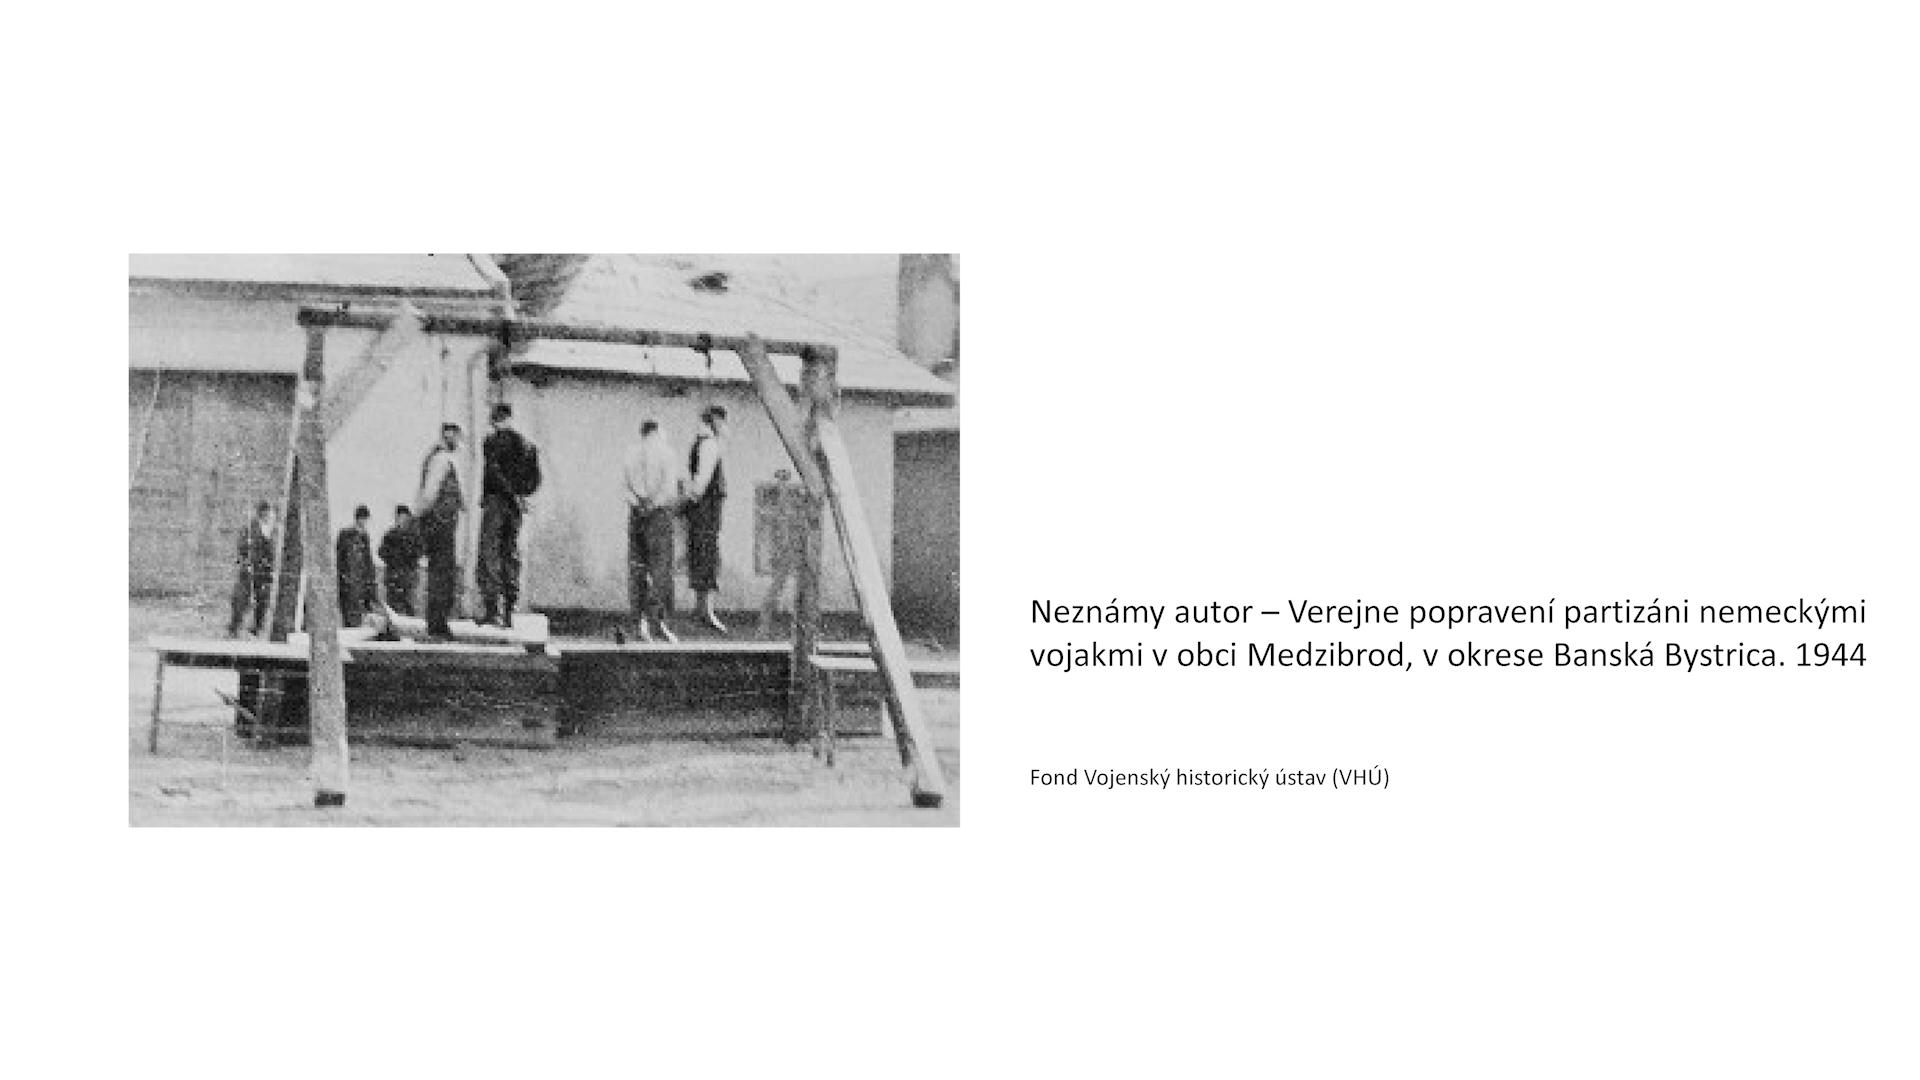 Neznámy autor – Verejne popravení partizáni nemeckými
vojakmi v obci Medzibrod, v okrese Banská Bystrica. 1944
Fond Vojenský historický ústav (VHÚ)